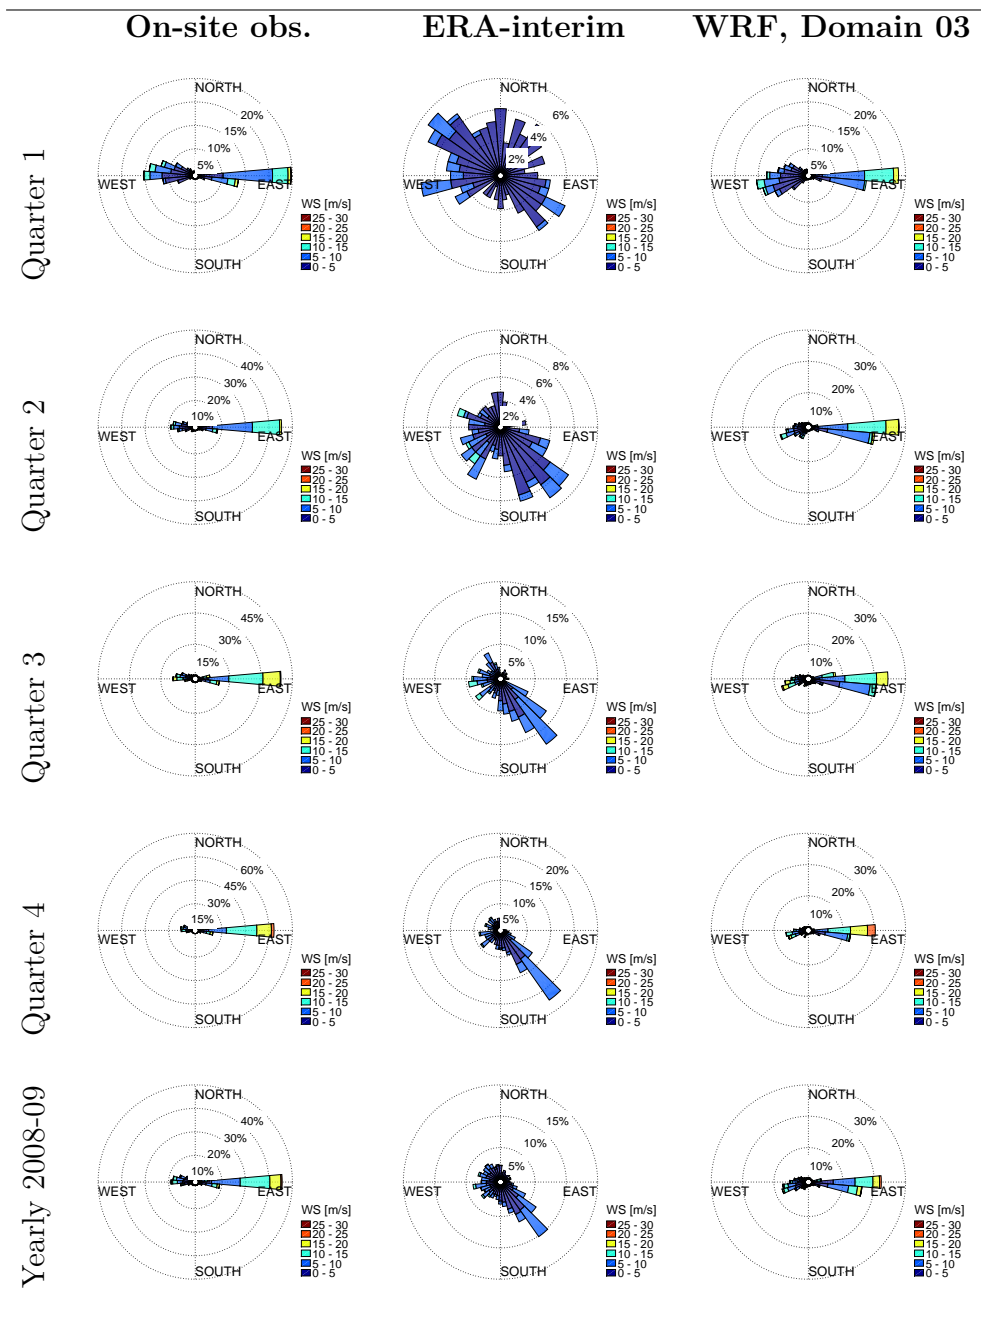 On-site obs. ERA-interim WRF, Domain 03
Quarter 1
NORTH
20%
15%
10%
5%
WEST EAST
SOUTH
WS [m/s]
25 - 30
20 - 25
15 - 20
10 - 15
5 - 10
0 - 5
NORTH
6%
4%
2%
WEST EAST
SOUTH
WS [m/s]
25 - 30
20 - 25
15 - 20
10 - 15
5 - 10
0 - 5
NORTH
20%
15%
10%
5%
WEST EAST
SOUTH
WS [m/s]
25 - 30
20 - 25
15 - 20
10 - 15
5 - 10
0 - 5
Quarter 2
NORTH
40%
30%
20%
10%
WEST EAST
SOUTH
WS [m/s]
25 - 30
20 - 25
15 - 20
10 - 15
5 - 10
0 - 5
NORTH
8%
6%
4%
2%
WEST EAST
SOUTH
WS [m/s]
25 - 30
20 - 25
15 - 20
10 - 15
5 - 10
0 - 5
NORTH
30%
20%
10%
WEST EAST
SOUTH
WS [m/s]
25 - 30
20 - 25
15 - 20
10 - 15
5 - 10
0 - 5
Quarter 3
NORTH
45%
30%
15%
WEST EAST
SOUTH
WS [m/s]
25 - 30
20 - 25
15 - 20
10 - 15
5 - 10
0 - 5
NORTH
15%
10%
5%
WEST EAST
SOUTH
WS [m/s]
25 - 30
20 - 25
15 - 20
10 - 15
5 - 10
0 - 5
NORTH
30%
20%
10%
WEST EAST
SOUTH
WS [m/s]
25 - 30
20 - 25
15 - 20
10 - 15
5 - 10
0 - 5
Quarter 4
NORTH
60%
45%
30%
15%
WEST EAST
SOUTH
WS [m/s]
25 - 30
20 - 25
15 - 20
10 - 15
5 - 10
0 - 5
NORTH
20%
15%
10%
5%
WEST EAST
SOUTH
WS [m/s]
25 - 30
20 - 25
15 - 20
10 - 15
5 - 10
0 - 5
NORTH
30%
20%
10%
WEST EAST
SOUTH
WS [m/s]
25 - 30
20 - 25
15 - 20
10 - 15
5 - 10
0 - 5
Yearly 2008-09
NORTH
40%
30%
20%
10%
WEST EAST
SOUTH
WS [m/s]
25 - 30
20 - 25
15 - 20
10 - 15
5 - 10
0 - 5
NORTH
15%
10%
5%
WEST EAST
SOUTH
WS [m/s]
25 - 30
20 - 25
15 - 20
10 - 15
5 - 10
0 - 5
NORTH
30%
20%
10%
WEST EAST
SOUTH
WS [m/s]
25 - 30
20 - 25
15 - 20
10 - 15
5 - 10
0 - 5